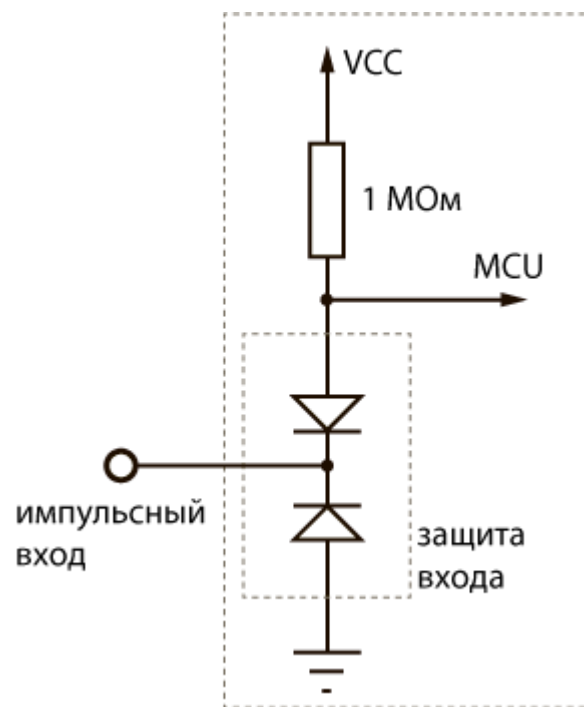 VCC
1 МОм
MCU
импульсный
вход
защита
входа